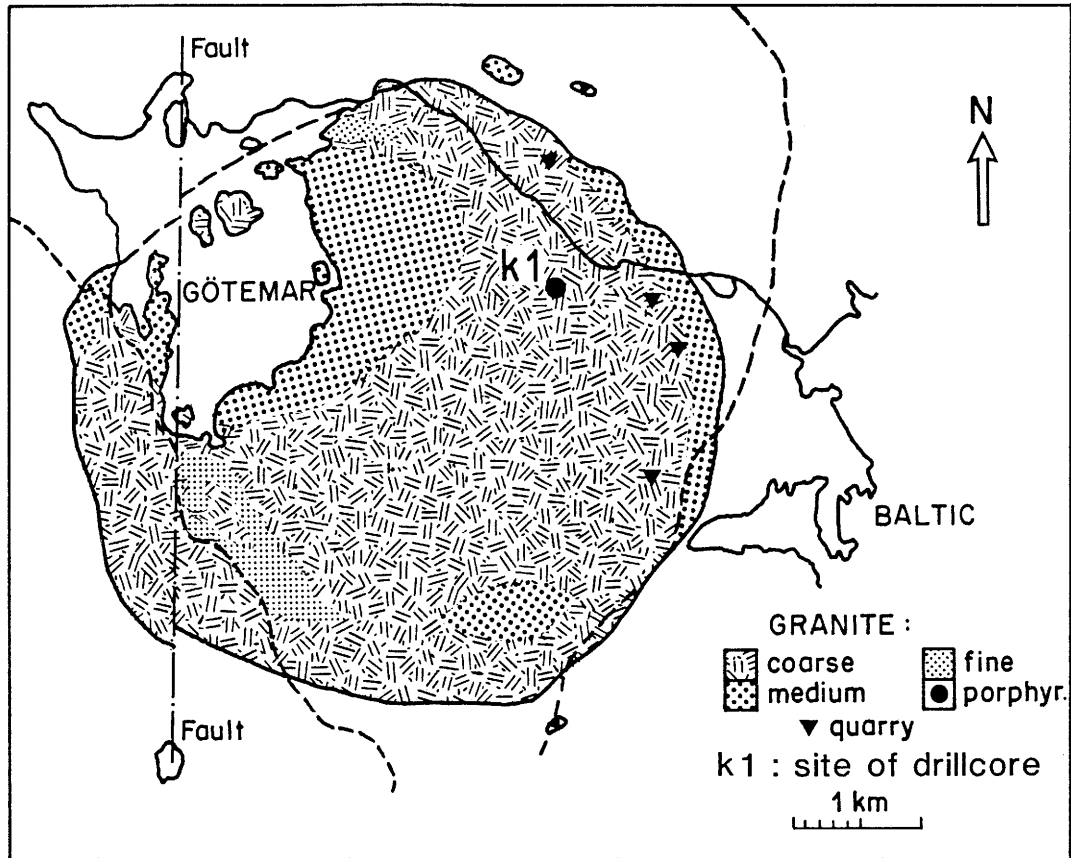 Fault
N
k1
GÖTEMAR
BALTIC
GRANITE :
coarse
fine
medium
porphyr.
quarry
Fault
k1 : site of drillcore
1 km